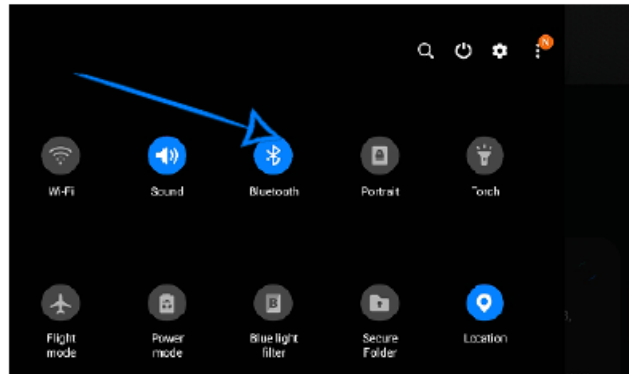 N
Wi-Fi
Sound
Bluetooth
Portrait
Torch
Flight
mode
Power
mode
B
Blue light
filter
Secure
Folder
Location